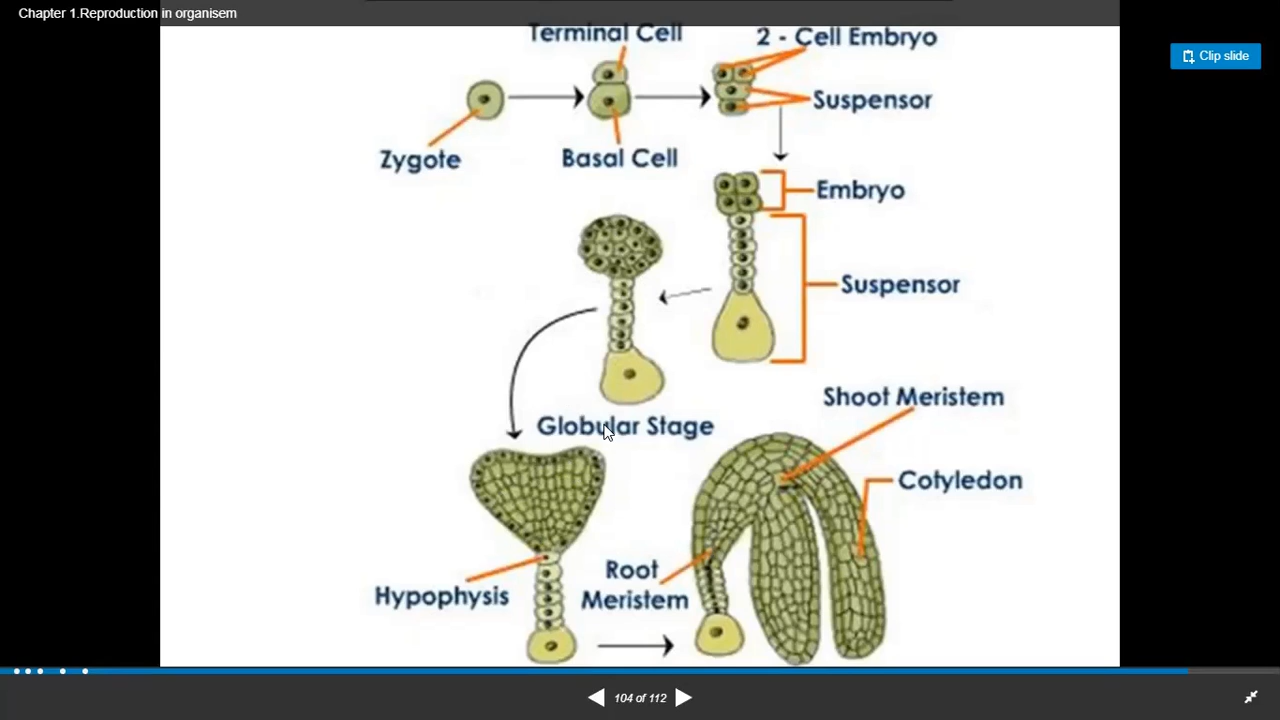 Chapter 1.Reproduction in organisem
Clip slide
Terminal Cell
2 - Cell Embryo
Suspensor
Zygote
Basal Cell
Embryo
Suspensor
Globular Stage
Shoot Meristem
Cotyledon
Root
Meristem
Hypophysis
104 of 112